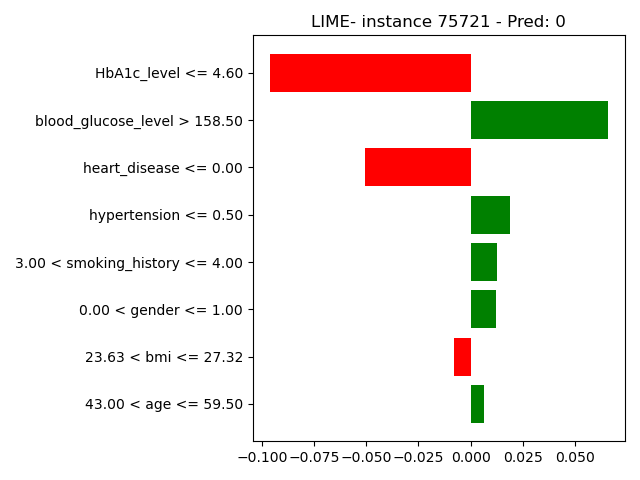 LIME- instance 75721 - Pred: 0
HbA1c_level <= 4.60
blood_glucose_level > 158.50
heart_disease <= 0.00
hypertension <= 0.50
3.00 < smoking_history <= 4.00
0.00 < gender <= 1.00
23.63 < bmi <= 27.32
43.00 < age <= 59.50
−0.100 −0.075 −0.050 −0.025 0.000 0.025 0.050